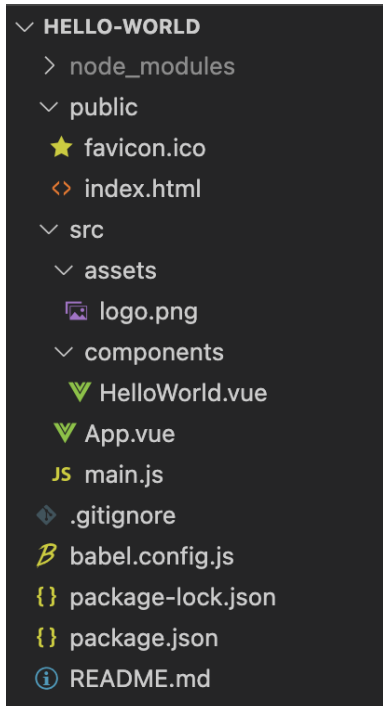 HELLO-WORLD
node_modules
public
favicon.ico
index.html
src
assets
logo.png
components
HelloWorld.vue
App.vue
JS main.js
.gitignore
babel.config.js
package-lock.json
package.json
README.md